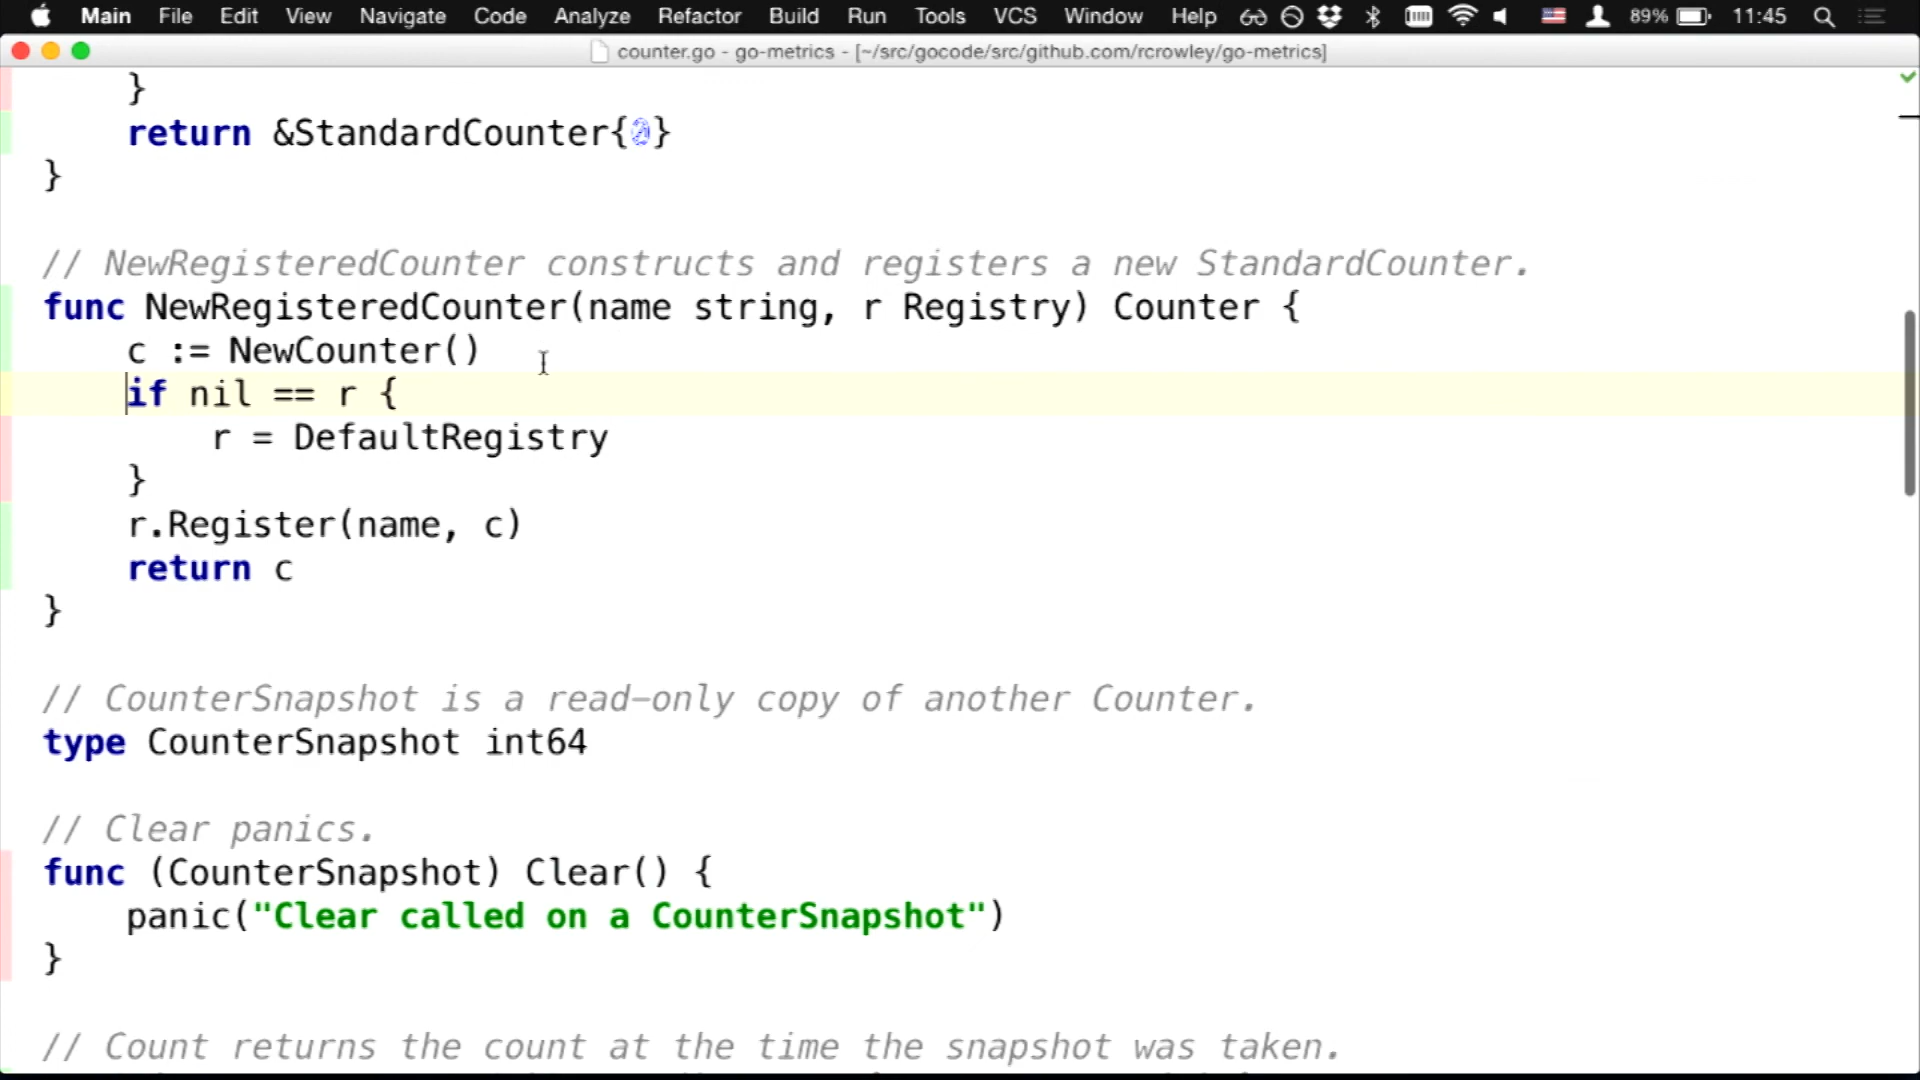 Main File Edit View Navigate Code Analyze Refactor Build Run Tools VCS Window Help 89% 11:45
counter.go - go-metrics - [~/src/gocode/src/github.com/rcrowley/go-metrics]
}
return &StandardCounter{0}
}
// NewRegisteredCounter constructs and registers a new StandardCounter.
func NewRegisteredCounter(name string, r Registry) Counter {
c := NewCounter()
if nil == r {
r = DefaultRegistry
}
r.Register(name, c)
return c
}
// CounterSnapshot is a read-only copy of another Counter.
type CounterSnapshot int64
// Clear panics.
func (CounterSnapshot) Clear() {
panic("Clear called on a CounterSnapshot")
}
// Count returns the count at the time the snapshot was taken.